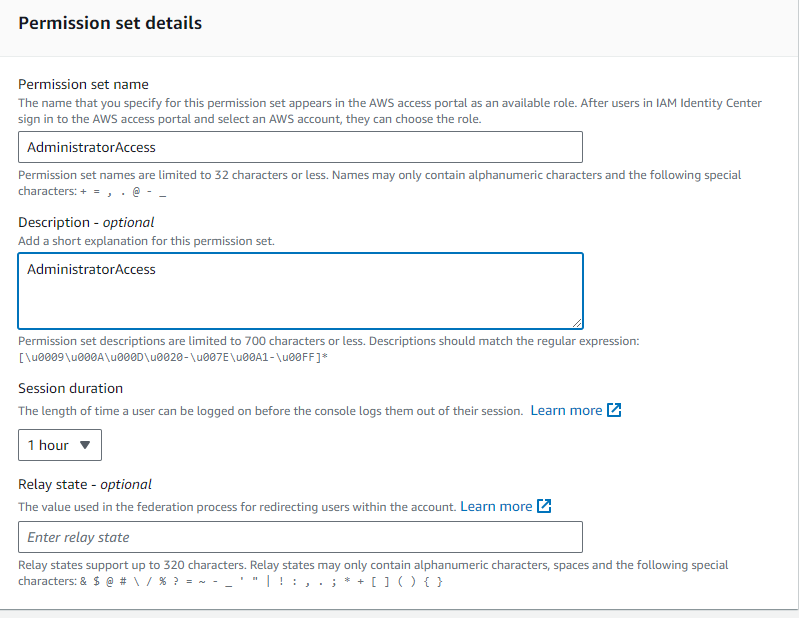 Permission set details
Permission set name
The name that you specify for this permission set appears in the AWS access portal as an available role. After users in IAM Identity Center
sign in to the AWS access portal and select an AWS account, they can choose the role.
AdministratorAccess
Permission set names are limited to 32 characters or less. Names may only contain alphanumeric characters and the following special
characters: + = , . @ - _
Description - optional
Add a short explanation for this permission set.
AdministratorAccess
Permission set descriptions are limited to 700 characters or less. Descriptions should match the regular expression:
[\u0009\u000A\u000D\u0020-\u007E\u00A1-\u00FF]*
Session duration
The length of time a user can be logged on before the console logs them out of their session. Learn more
1 hour
Relay state - optional
The value used in the federation process for redirecting users within the account. Learn more
Enter relay state
Relay states support up to 320 characters. Relay states may only contain alphanumeric characters, spaces and the following special
characters: & $ @ # \ / % ? = ~ - _ ' " | ! : , . ; * + [ ] ( ) { }